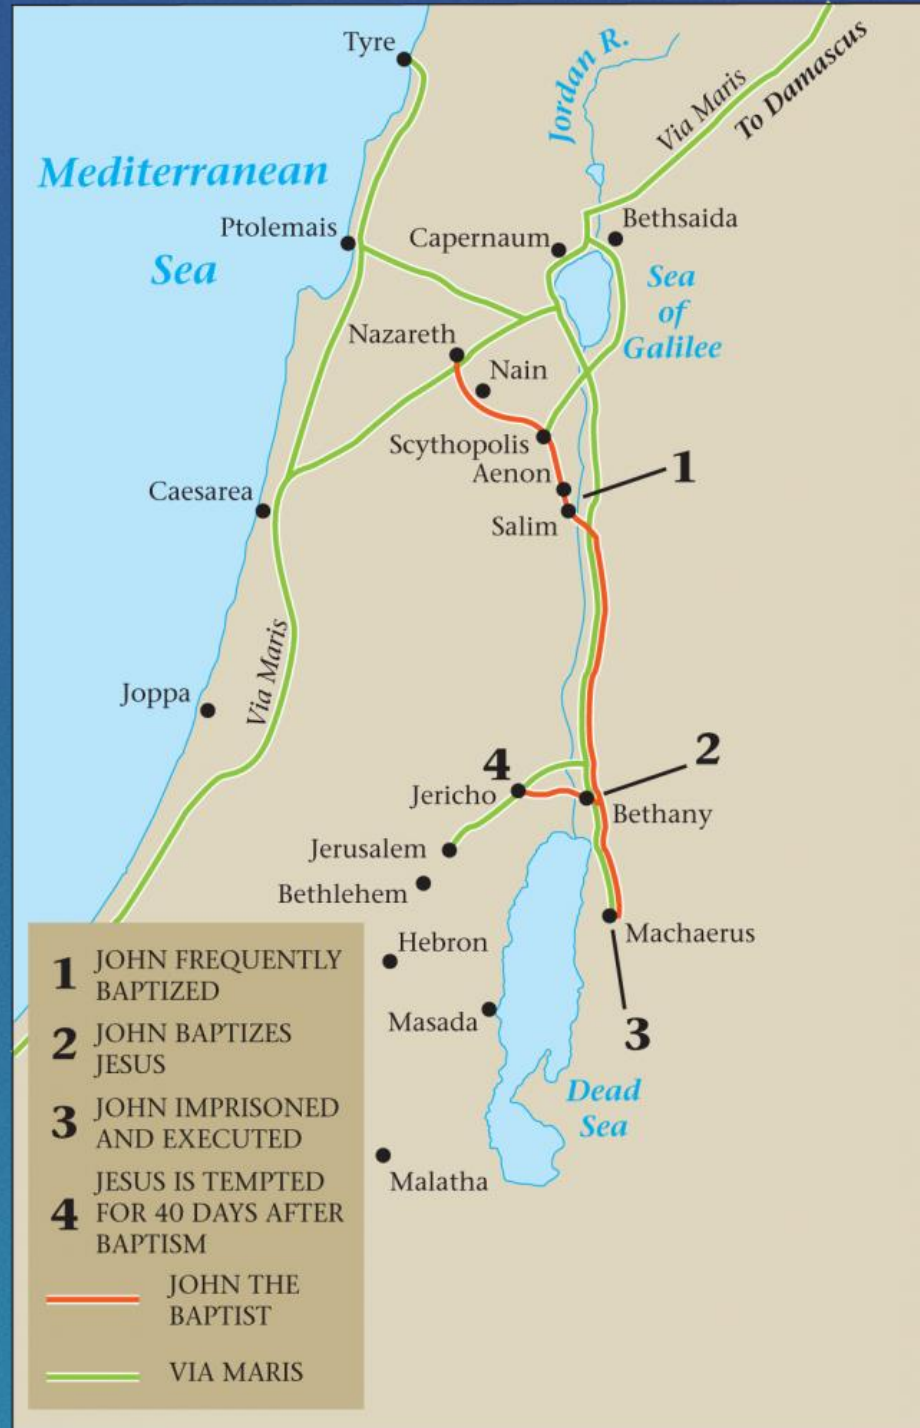 Tyre
Jordan R.
Via Maris
To Damascus
Mediterranean
Sea
Ptolemais
Capernaum
Bethsaida
Sea
of
Galilee
Nazareth
Nain
Scythopolis
Aenon
1
Salim
Caesarea
Via Maris
Joppa
2
4
Jericho
Bethany
Jerusalem
Bethlehem
Machaerus
Hebron
Masada
3
Dead
Sea
Malatha
1 JOHN FREQUENTLY
BAPTIZED
2 JOHN BAPTIZES
JESUS
3 JOHN IMPRISONED
AND EXECUTED
JESUS IS TEMPTED
4 FOR 40 DAYS AFTER
BAPTISM
JOHN THE
BAPTIST
VIA MARIS